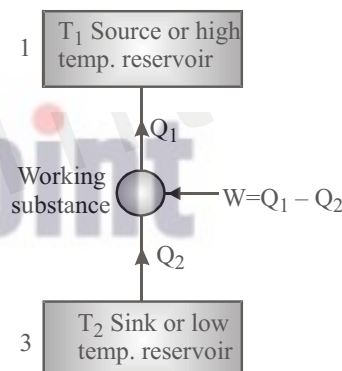 1
T₁ Source or high
temp. reservoir
Q₁
Working
substance
W=Q₁ – Q₂
Q₂
3
T₂ Sink or low
temp. reservoir